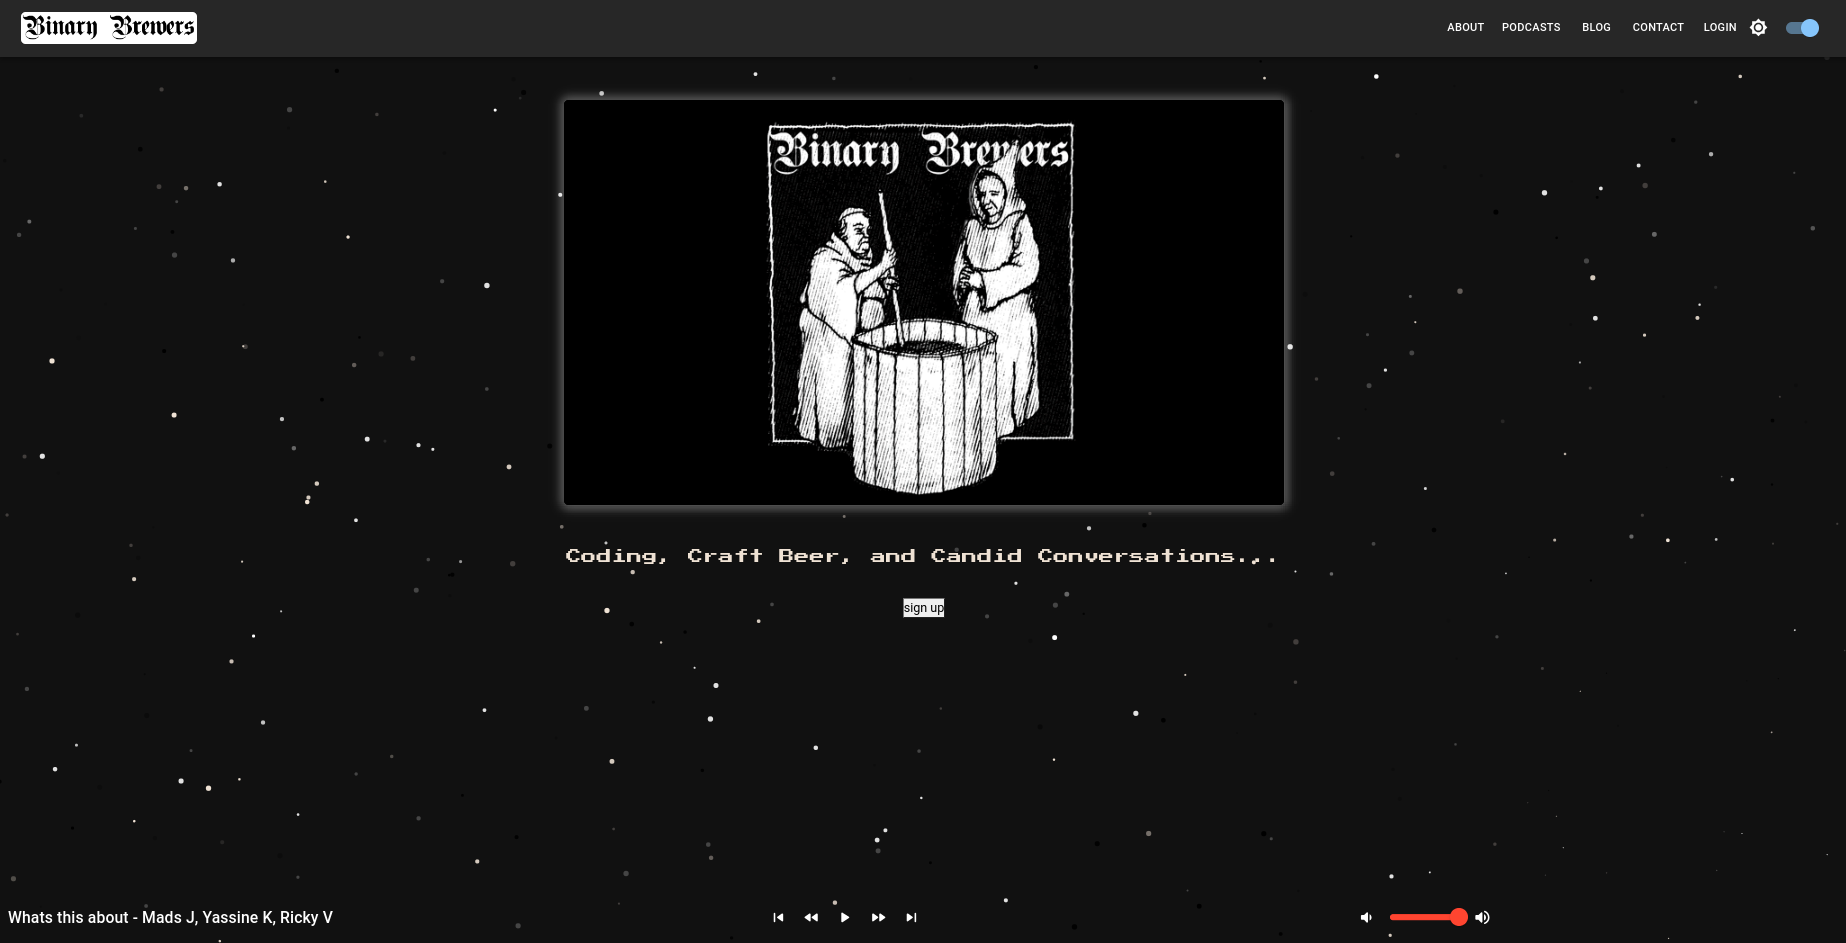 Binary Brewers
ABOUT PODCASTS BLOG CONTACT LOGIN
Binary Brewers
Coding, Craft Beer, and Candid Conversations...
sign up
Whats this about - Mads J, Yassine K, Ricky V